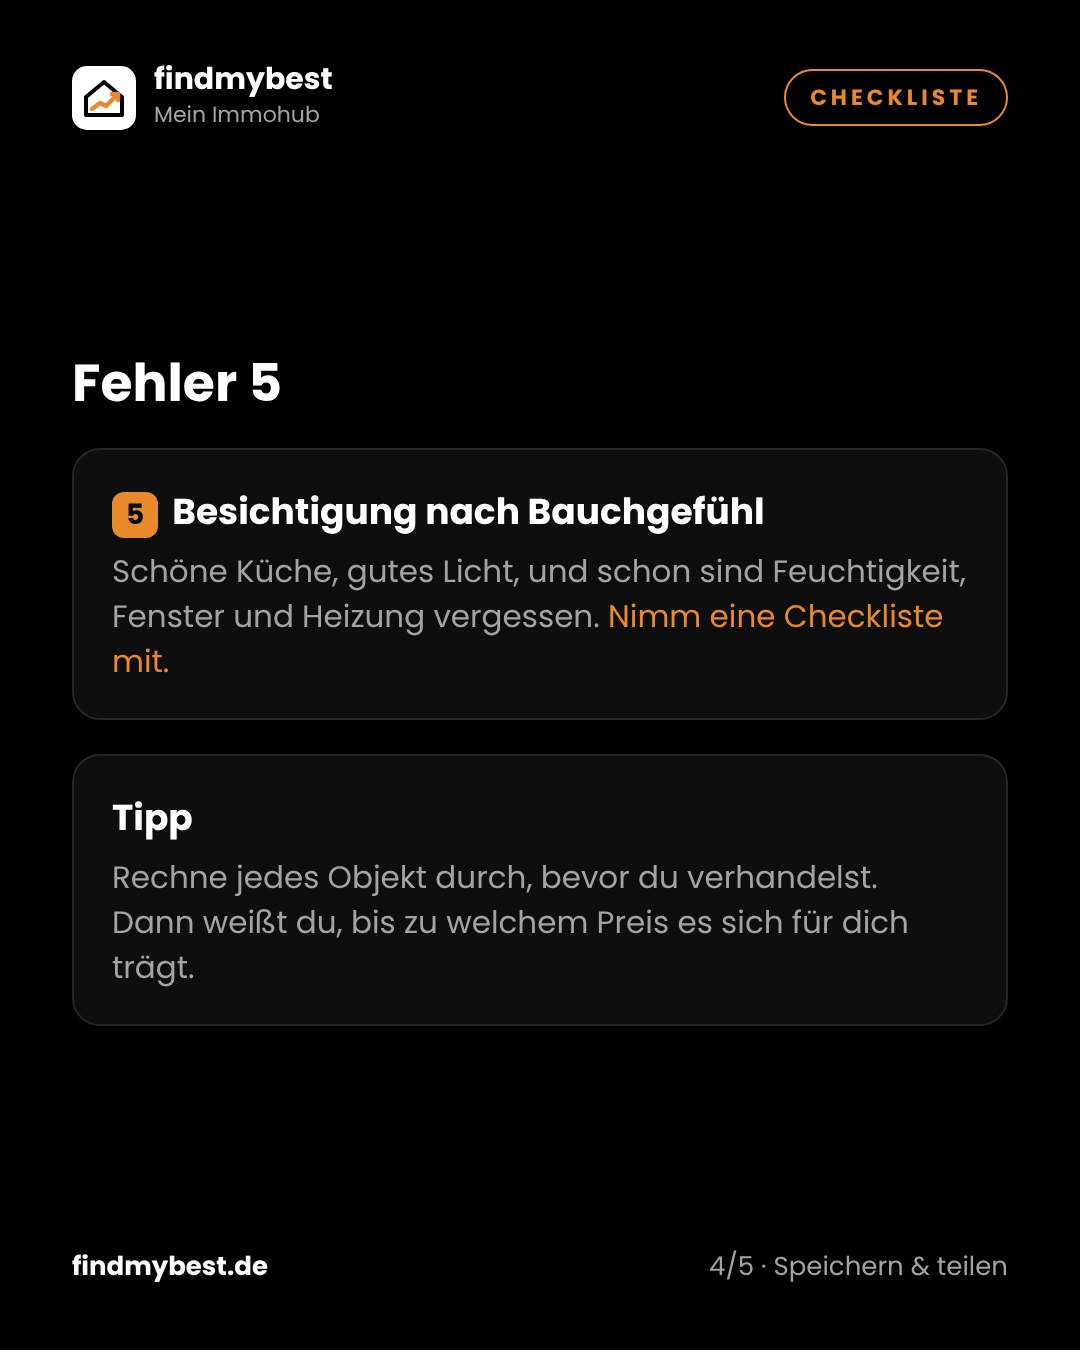 findmybest
Mein Immohub
CHECKLISTE
Fehler 5
5 Besichtigung nach Bauchgefühl
Schöne Küche, gutes Licht, und schon sind Feuchtigkeit,
Fenster und Heizung vergessen. Nimm eine Checkliste
mit.
Tipp
Rechne jedes Objekt durch, bevor du verhandelst.
Dann weißt du, bis zu welchem Preis es sich für dich
trägt.
findmybest.de
4/5 · Speichern & teilen